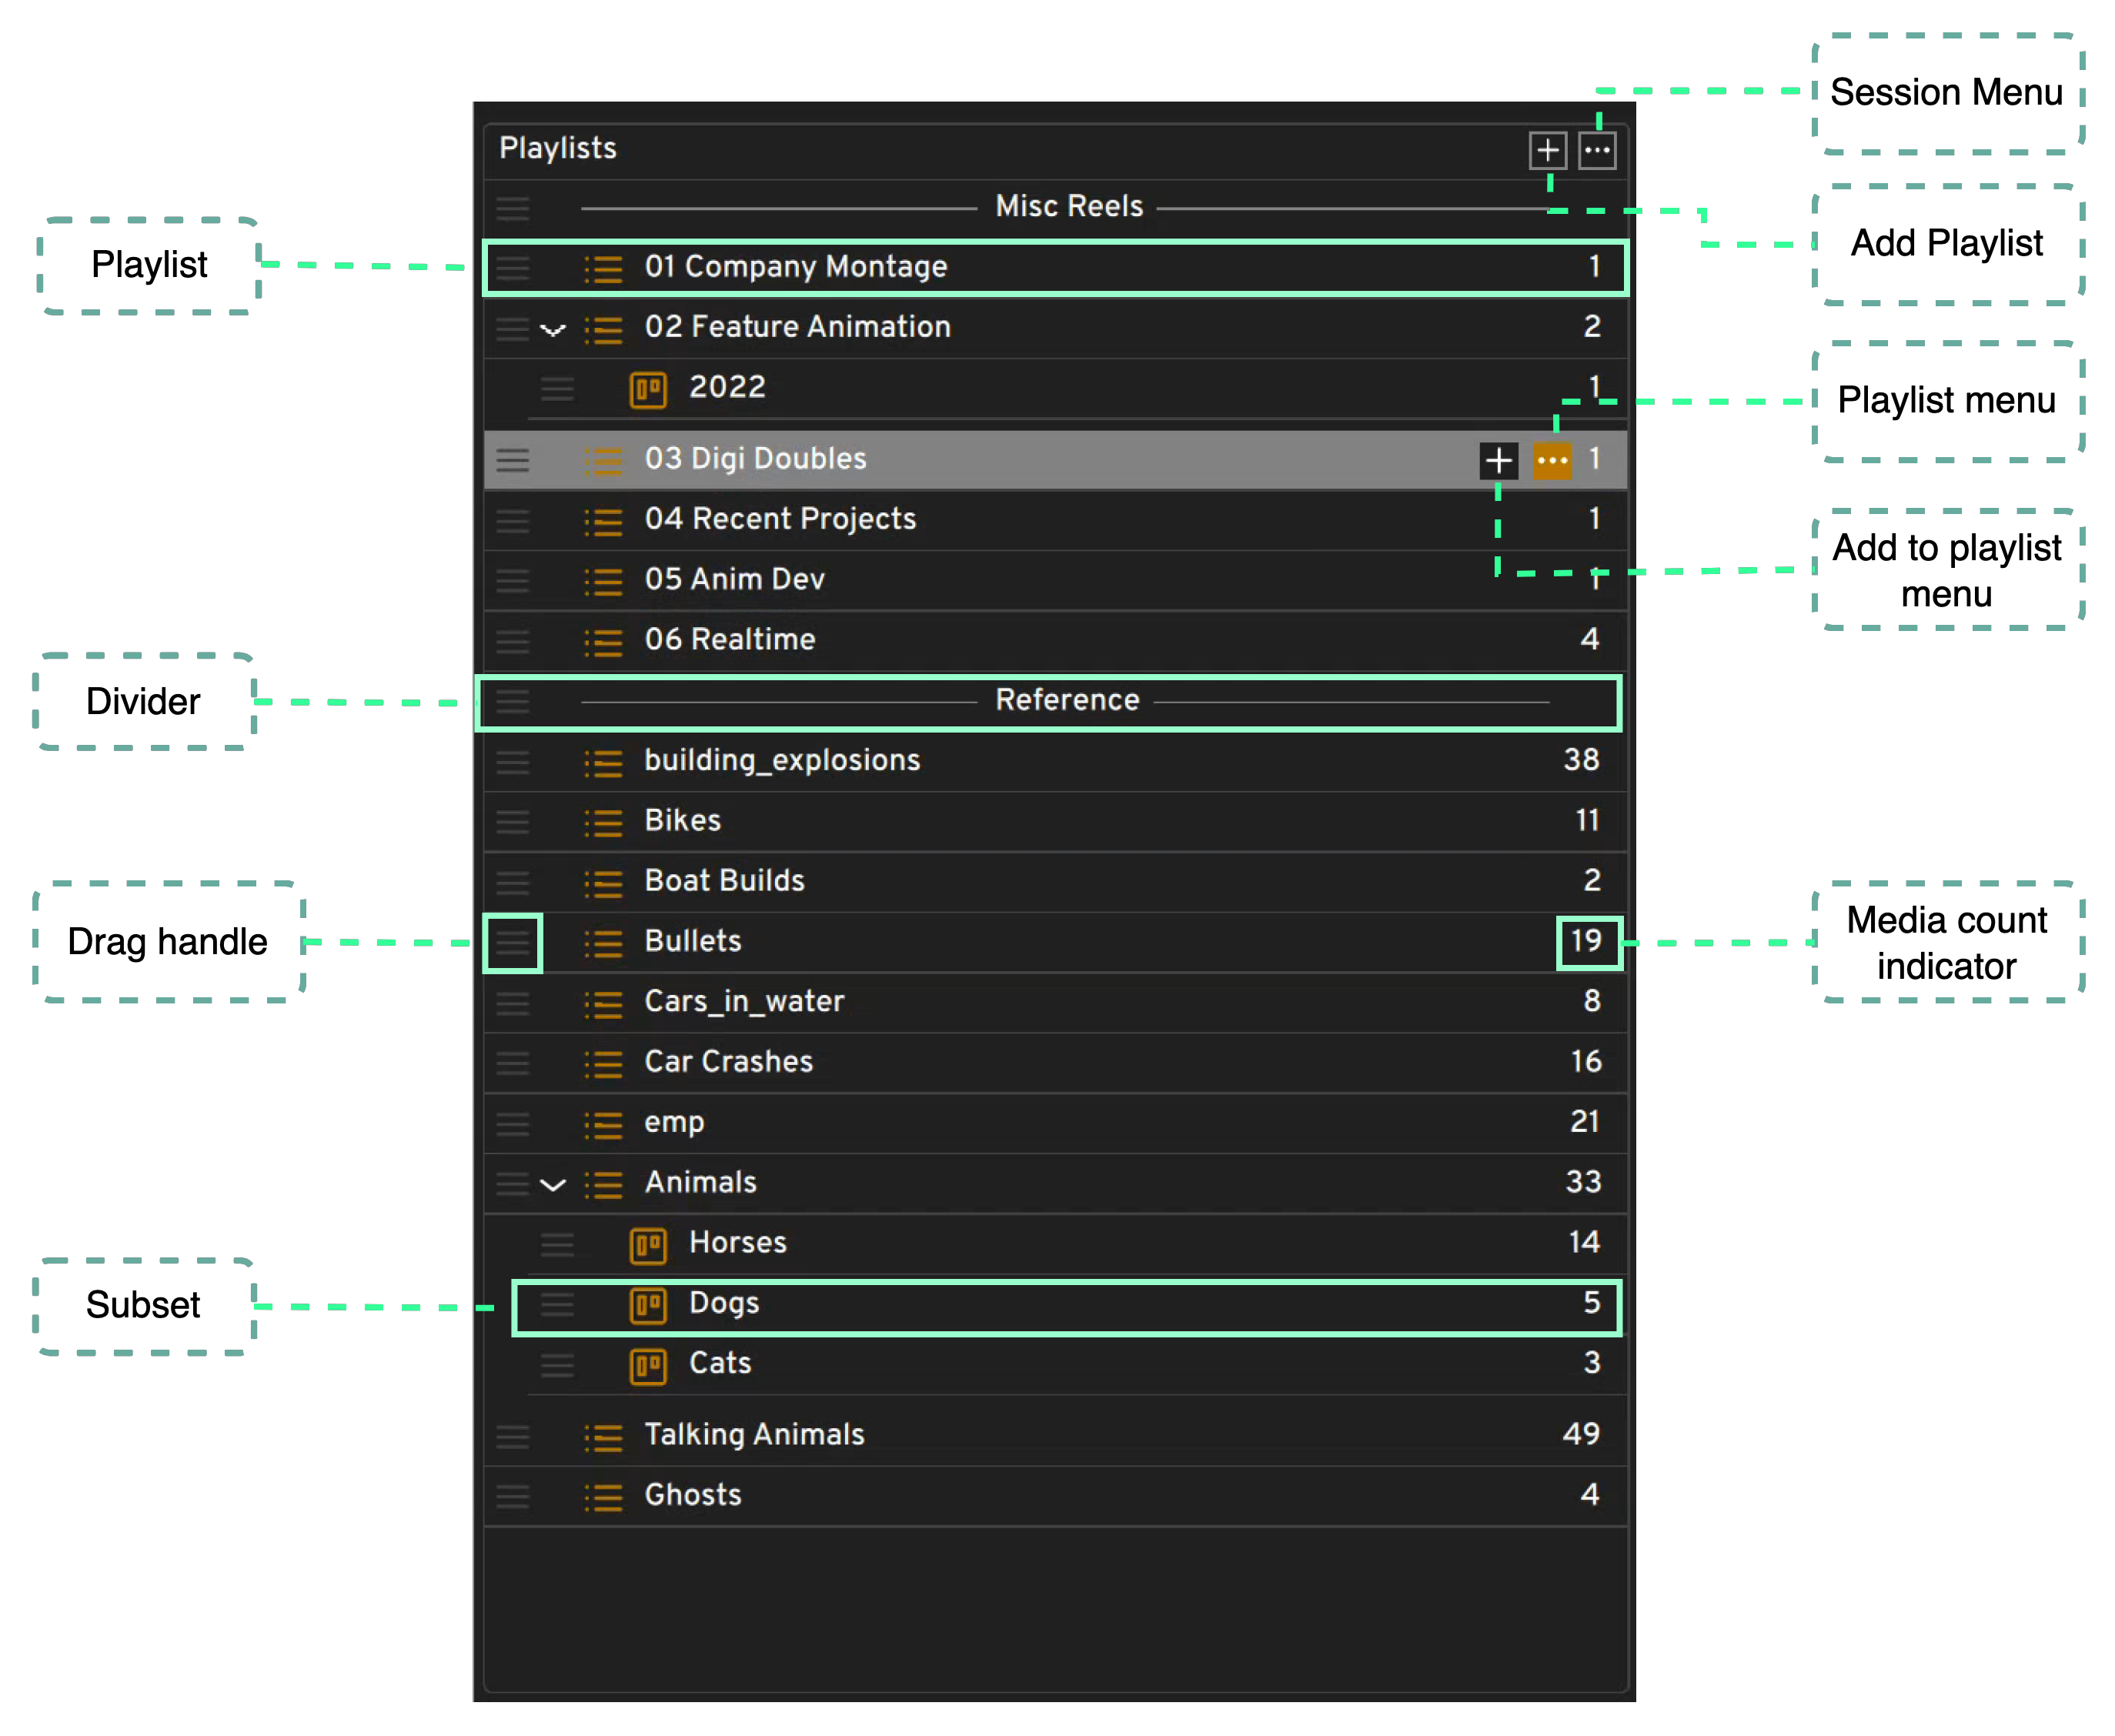 Session Menu
Playlists
Misc Reels
Add Playlist
Playlist
01 Company Montage 1
02 Feature Animation 2
2022 1
Playlist menu
03 Digi Doubles 1
04 Recent Projects 1
Add to playlist
menu
05 Anim Dev 1
06 Realtime 4
Divider
Reference
building_explosions 38
Bikes 11
Boat Builds 2
Drag handle
Bullets 19
Media count
indicator
Cars_in_water 8
Car Crashes 16
emp 21
Animals 33
Horses 14
Subset
Dogs 5
Cats 3
Talking Animals 49
Ghosts 4